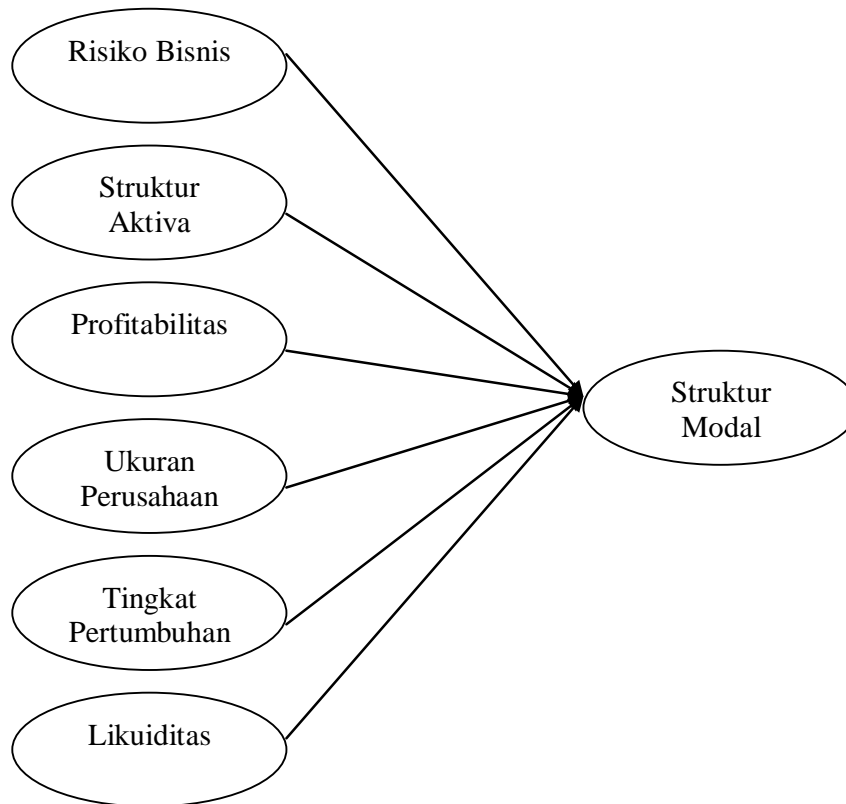 Risiko Bisnis
Struktur
Aktiva
Profitabilitas
Struktur
Modal
Ukuran
Perusahaan
Tingkat
Pertumbuhan
Likuiditas